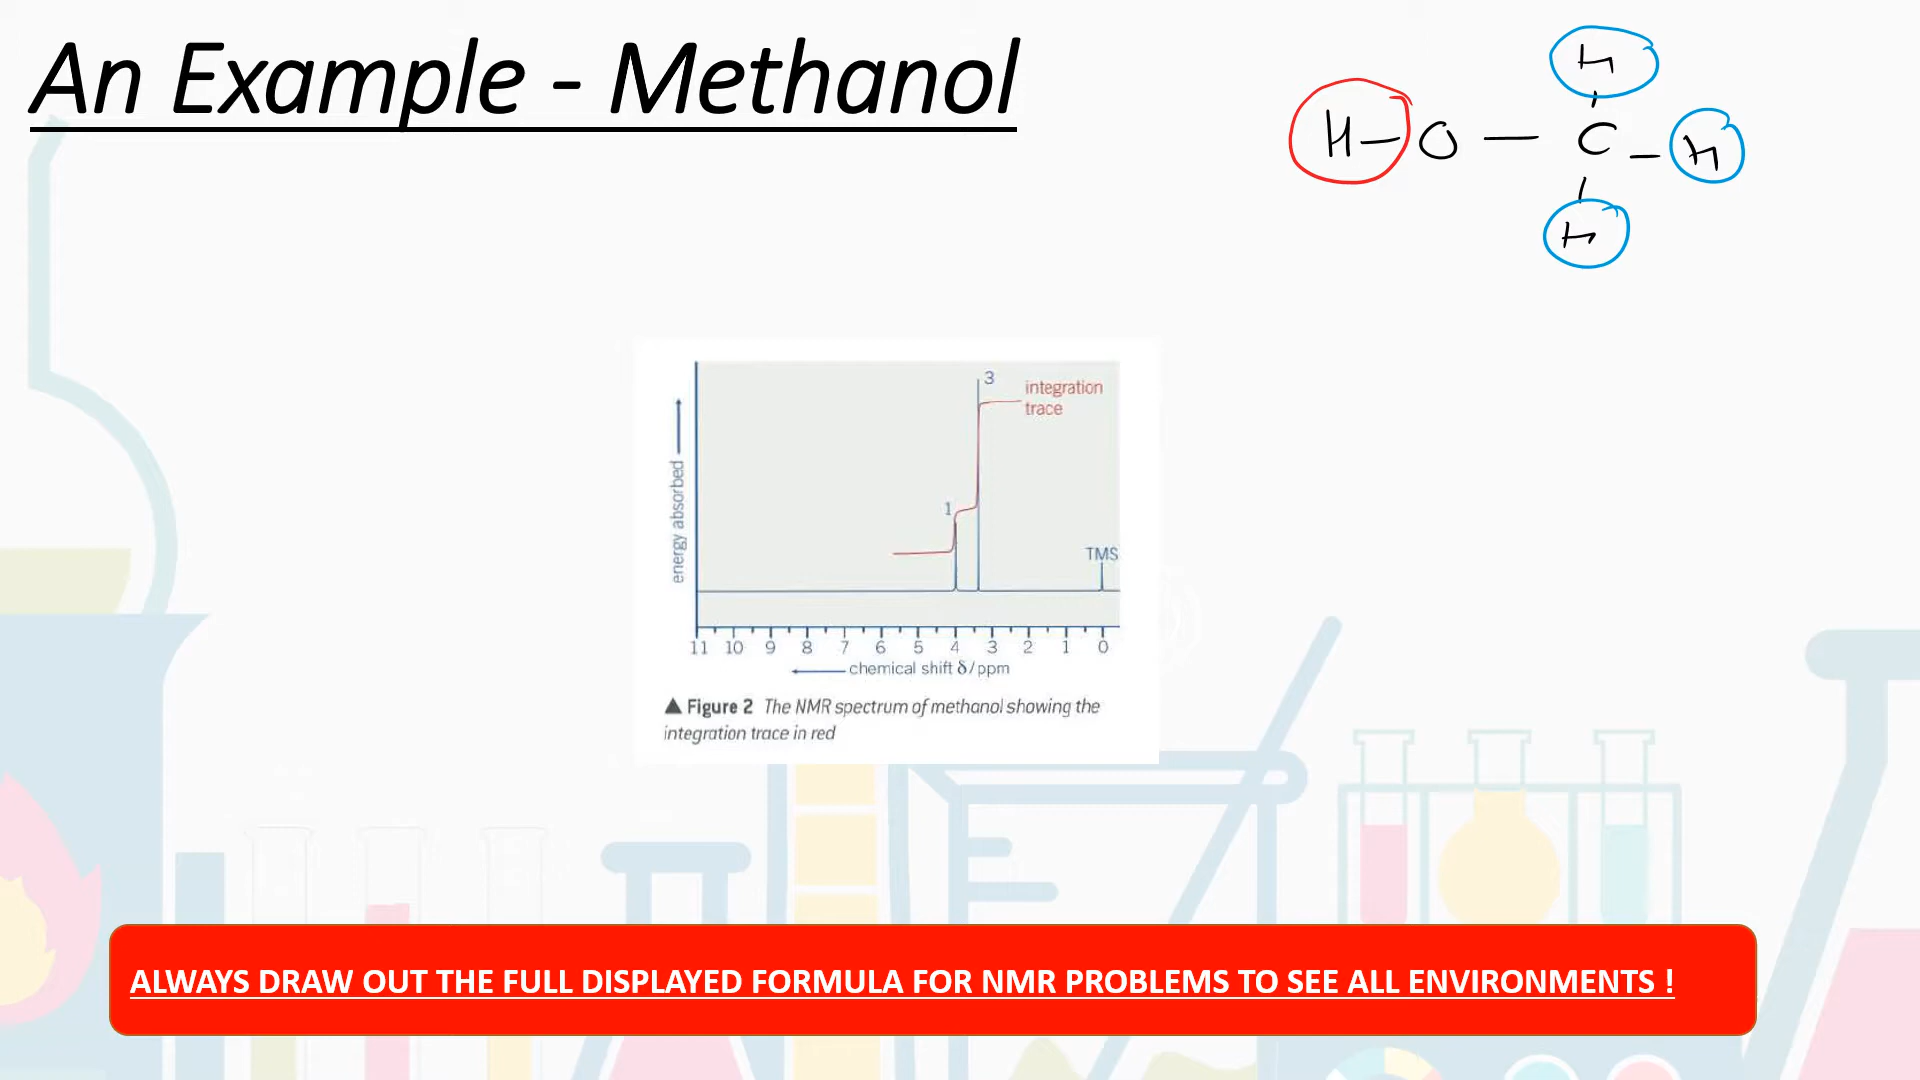 An Example - Methanol
H
H - O - C - H
H
3
integration
trace
1
TMS
energy absorbed
11 10 9 8 7 6 5 4 3 2 1 0
chemical shift δ/ppm
▲ Figure 2 The NMR spectrum of methanol showing the
integration trace in red
ALWAYS DRAW OUT THE FULL DISPLAYED FORMULA FOR NMR PROBLEMS TO SEE ALL ENVIRONMENTS !